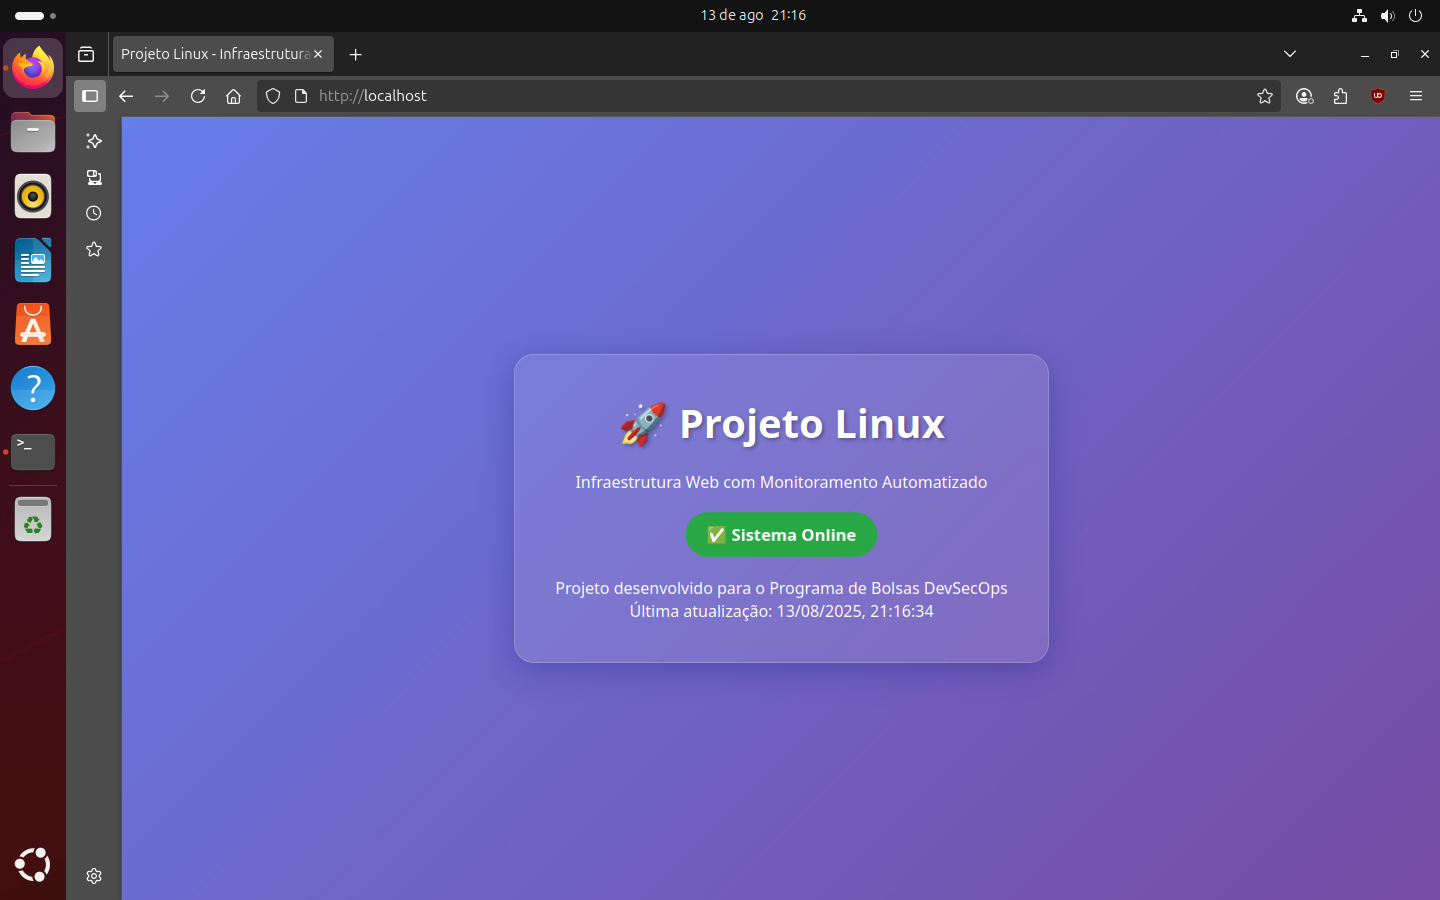 13 de ago 21:16
Projeto Linux - Infraestrutura
http://localhost
🚀 Projeto Linux
Infraestrutura Web com Monitoramento Automatizado
✅ Sistema Online
Projeto desenvolvido para o Programa de Bolsas DevSecOps
Última atualização: 13/08/2025, 21:16:34